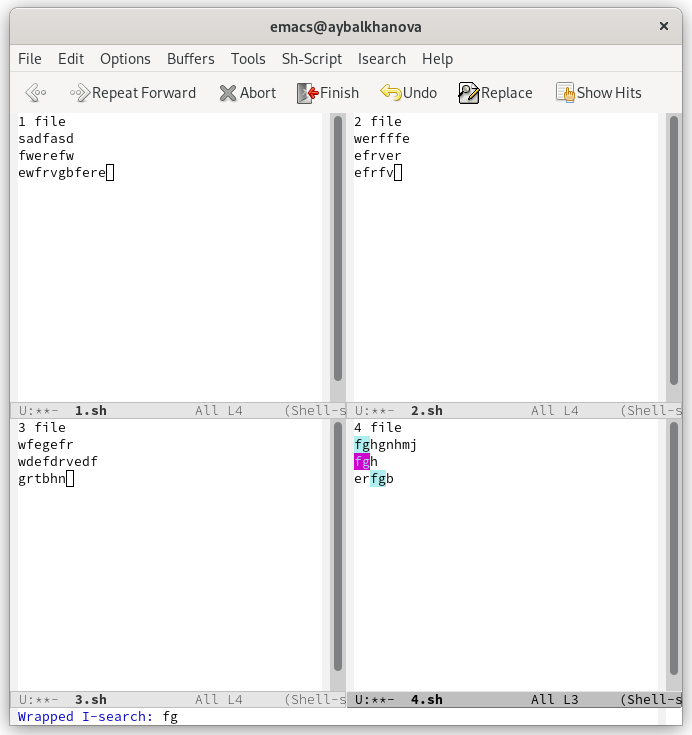 emacs@aybalkhanova ×
File Edit Options Buffers Tools Sh-Script Isearch Help
Repeat Forward Abort Finish Undo Replace Show Hits
1 file
sadfasd
fwerefw
ewfrvgbfere
U:**- 1.sh All L4 (Shell-s
2 file
werfffe
efrver
efrfv
U:**- 2.sh All L4 (Shell-s
3 file
wfegefr
wdefdrvedf
grtbhn
U:**- 3.sh All L4 (Shell-s
4 file
fghgnhmj
fgh
erfgb
U:**- 4.sh All L3 (Shell-s
Wrapped I-search: fg